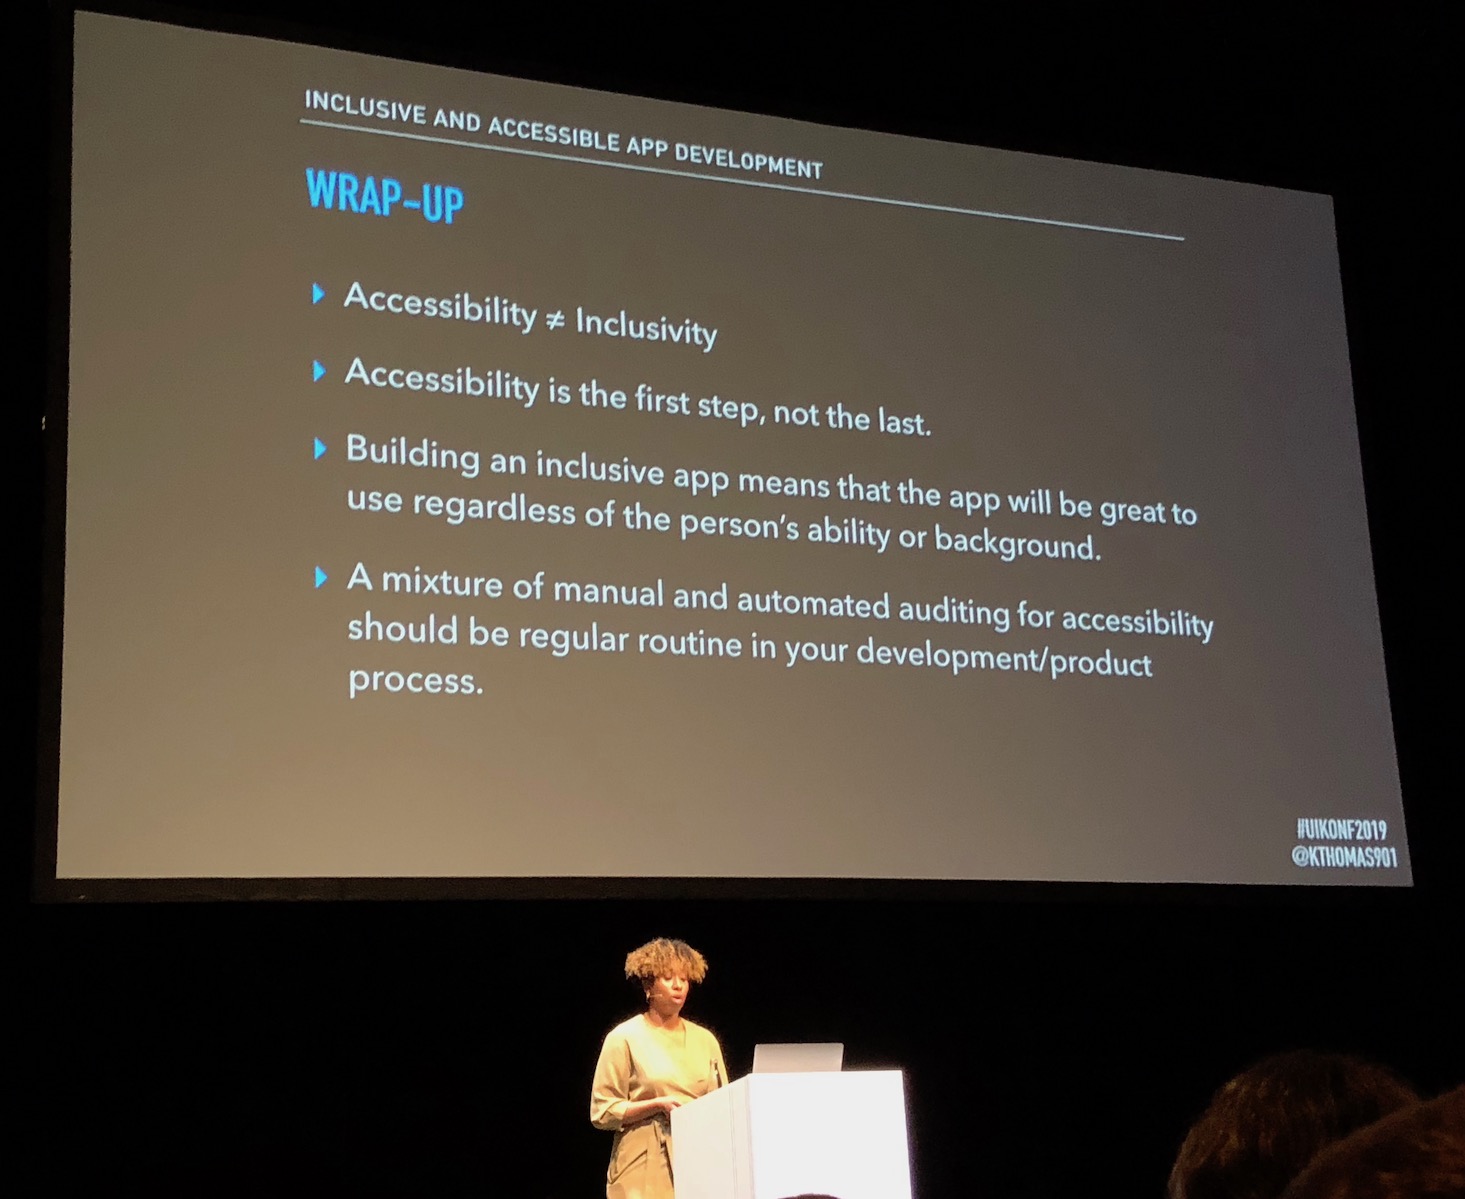 INCLUSIVE AND ACCESSIBLE APP DEVELOPMENT
WRAP-UP
Accessibility ≠ Inclusivity
Accessibility is the first step, not the last.
Building an inclusive app means that the app will be great to
use regardless of the person's ability or background.
A mixture of manual and automated auditing for accessibility
should be regular routine in your development/product
process.
#UIKONF2019
@KTHOMAS901